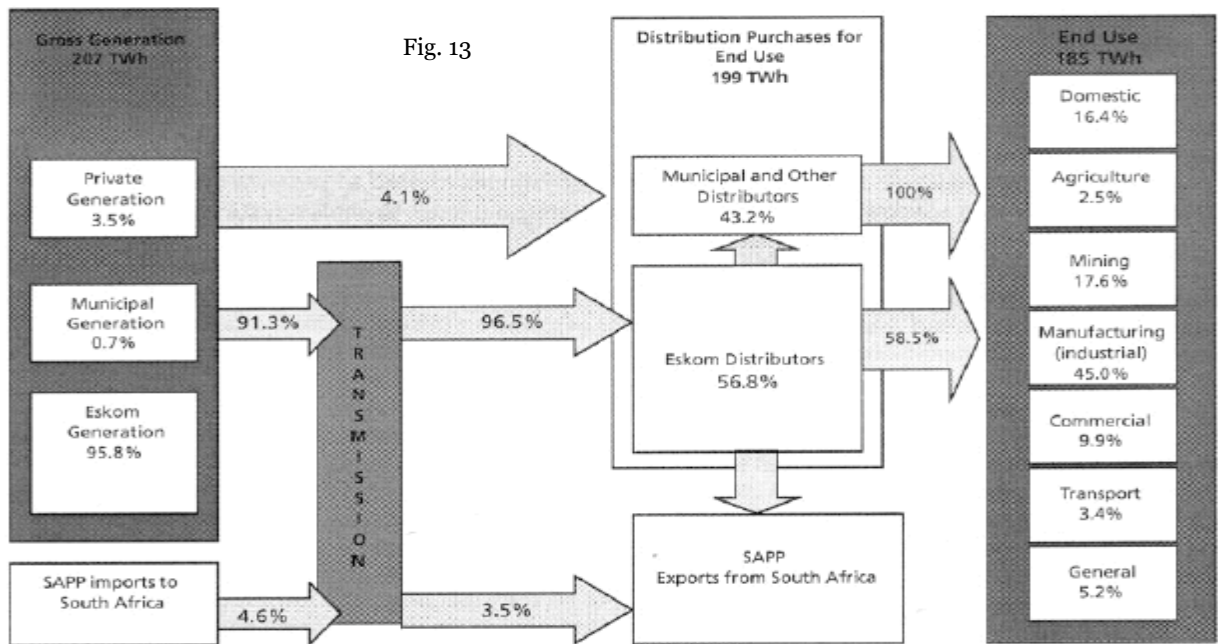 Gross Generation
207 TWh
Private
Generation
3.5%
Municipal
Generation
0.7%
Eskom
Generation
95.8%
SAPP imports to
South Africa
Fig. 13
4.1%
91.3%
4.6%
TRANSMISSION
96.5%
3.5%
Distribution Purchases for
End Use
199 TWh
Municipal and Other
Distributors
43.2%
Eskom Distributors
56.8%
SAPP
Exports from South Africa
100%
58.5%
End Use
185 TWh
Domestic
16.4%
Agriculture
2.5%
Mining
17.6%
Manufacturing
(industrial)
45.0%
Commercial
9.9%
Transport
3.4%
General
5.2%